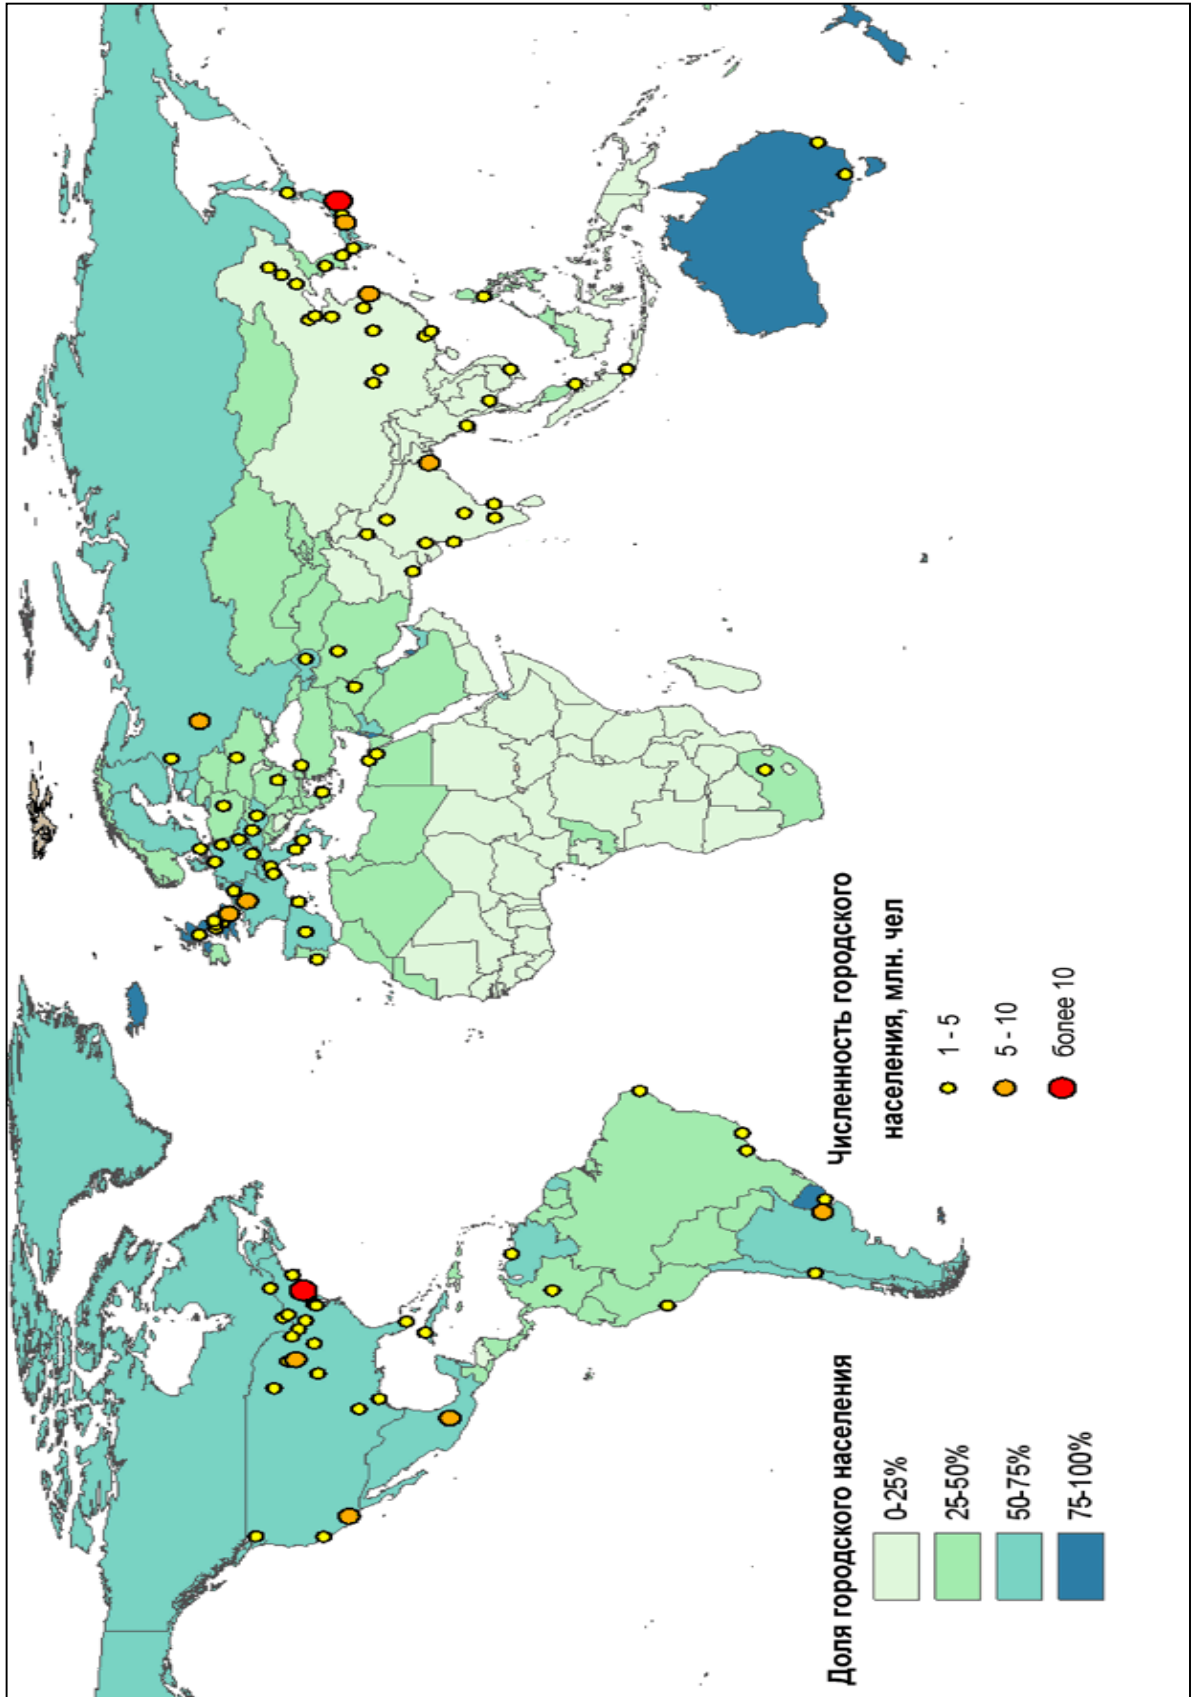 Доля городского населения
0-25%
25-50%
50-75%
75-100%
Численность городского
населения, млн. чел
1 - 5
5 - 10
более 10